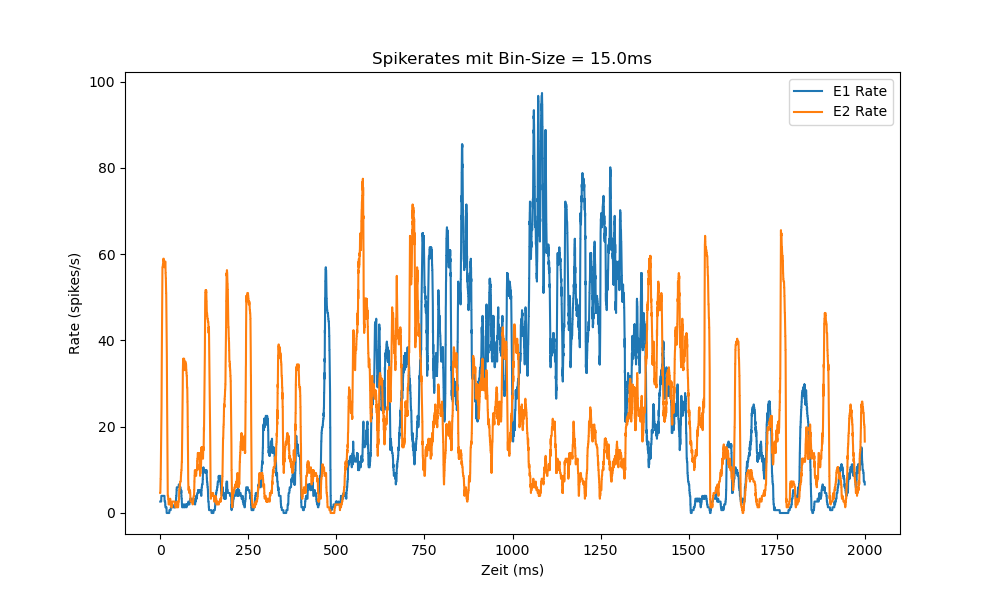 Spikerates mit Bin-Size = 15.0ms
E1 Rate
E2 Rate
100
80
60
40
20
0
Rate (spikes/s)
0 250 500 750 1000 1250 1500 1750 2000
Zeit (ms)